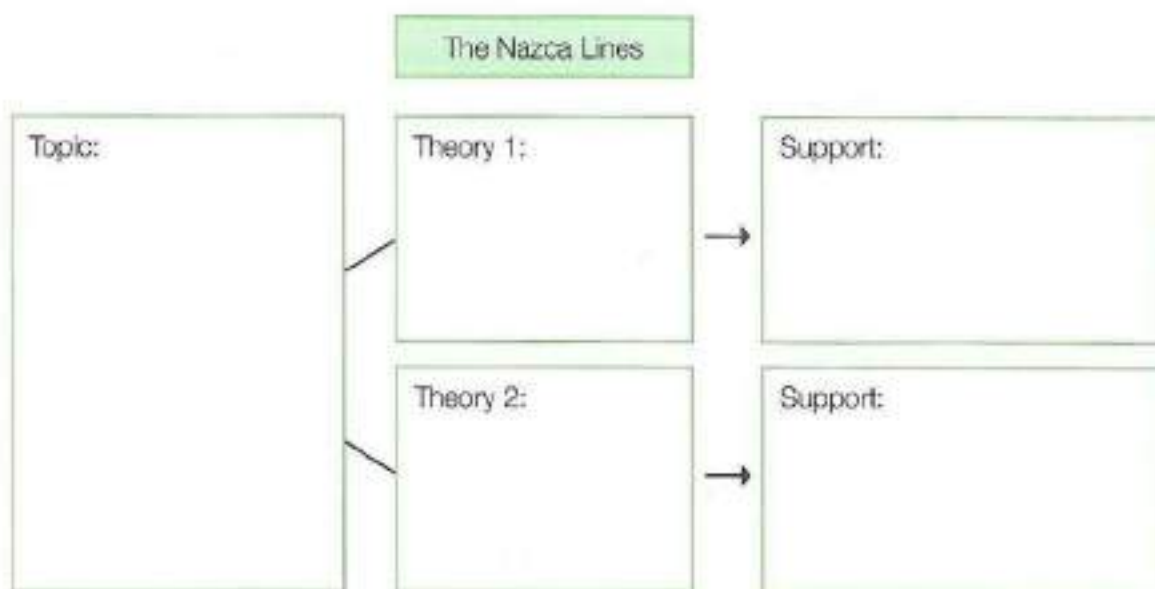 The Nazca Lines
Topic:
Theory 1:
Support:
Theory 2:
Support: